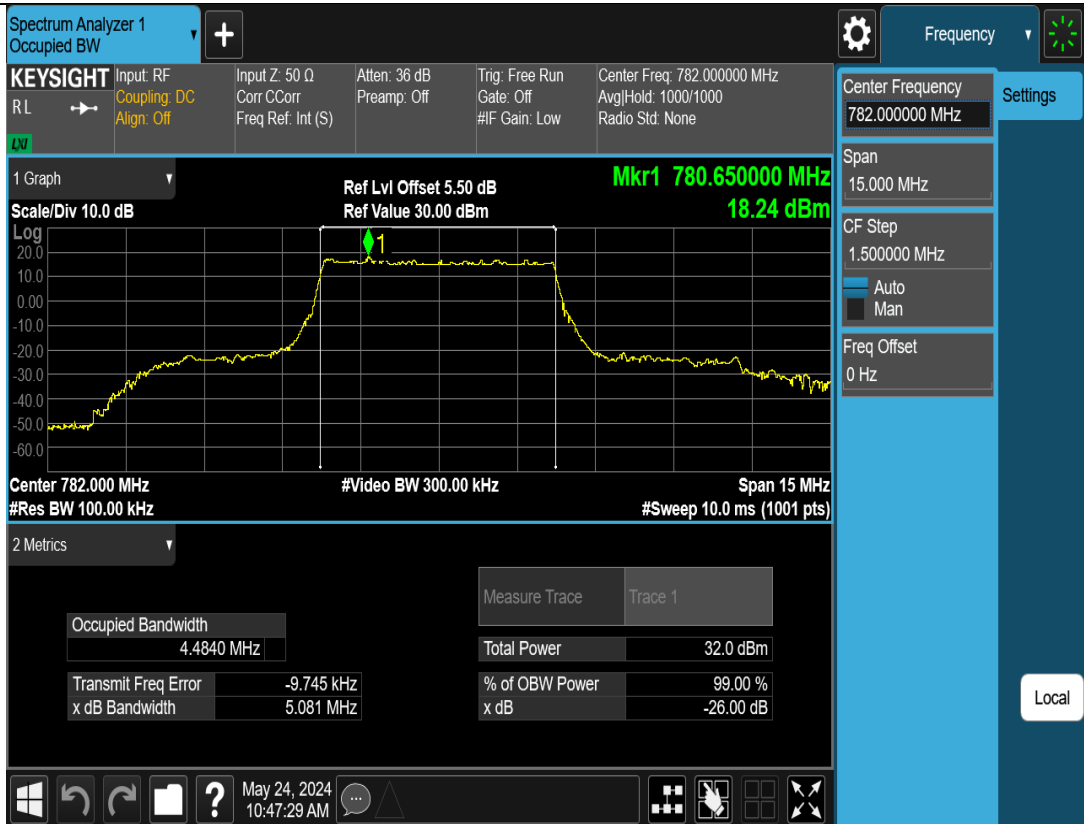 Spectrum Analyzer 1
Occupied BW
Frequency
KEYSIGHT
R L
LXI
Input: RF
Coupling: DC
Align: Off
Input Z: 50 Ω
Corr CCorr
Freq Ref: Int (S)
Atten: 36 dB
Preamp: Off
Trig: Free Run
Gate: Off
#IF Gain: Low
Center Freq: 782.000000 MHz
Avg|Hold: 1000/1000
Radio Std: None
Center Frequency
782.000000 MHz
Settings
Span
15.000 MHz
CF Step
1.500000 MHz
Auto
Man
Freq Offset
0 Hz
Local
1 Graph
Scale/Div 10.0 dB
Ref Lvl Offset 5.50 dB
Ref Value 30.00 dBm
Mkr1 780.650000 MHz
18.24 dBm
Log
1
20.0
10.0
0.00
-10.0
-20.0
-30.0
-40.0
-50.0
-60.0
Center 782.000 MHz
#Video BW 300.00 kHz
Span 15 MHz
#Res BW 100.00 kHz
#Sweep 10.0 ms (1001 pts)
2 Metrics
Measure Trace
Trace 1
Occupied Bandwidth
4.4840 MHz
Total Power
32.0 dBm
Transmit Freq Error
-9.745 kHz
% of OBW Power
99.00 %
x dB Bandwidth
5.081 MHz
x dB
-26.00 dB
?
May 24, 2024
10:47:29 AM